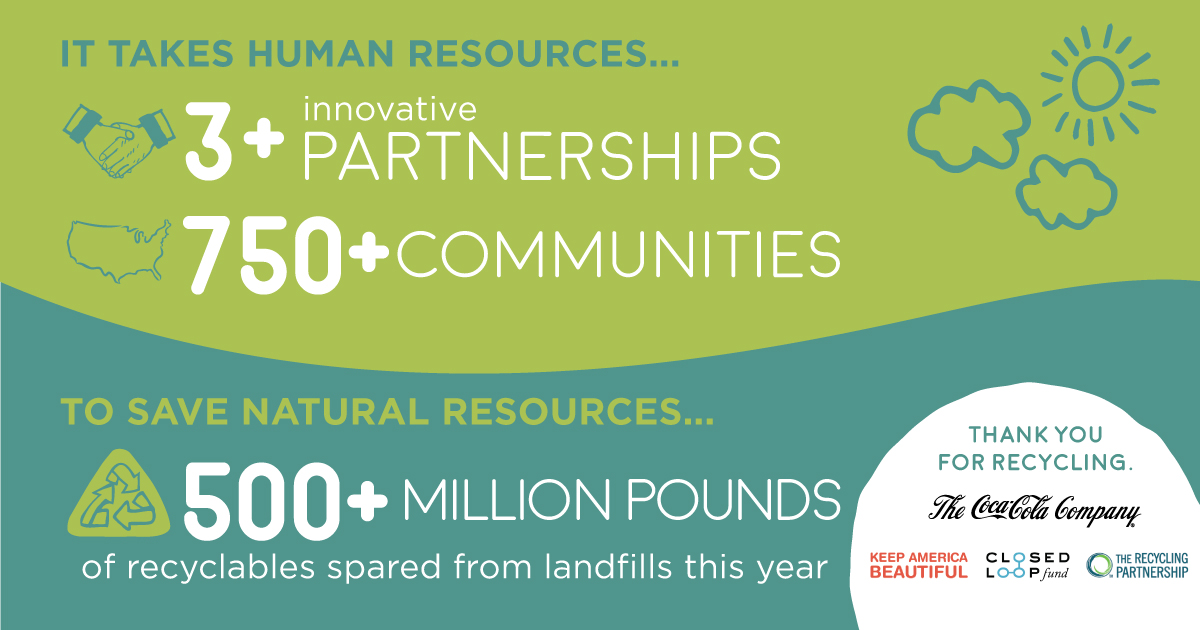 IT TAKES HUMAN RESOURCES...
3+ innovative
PARTNERSHIPS
750+ COMMUNITIES
TO SAVE NATURAL RESOURCES...
500+ MILLION POUNDS
of recyclables spared from landfills this year
THANK YOU
FOR RECYCLING.
The Coca-Cola Company
KEEP AMERICA
BEAUTIFUL
CLOSED
LOOP fund
THE RECYCLING
PARTNERSHIP